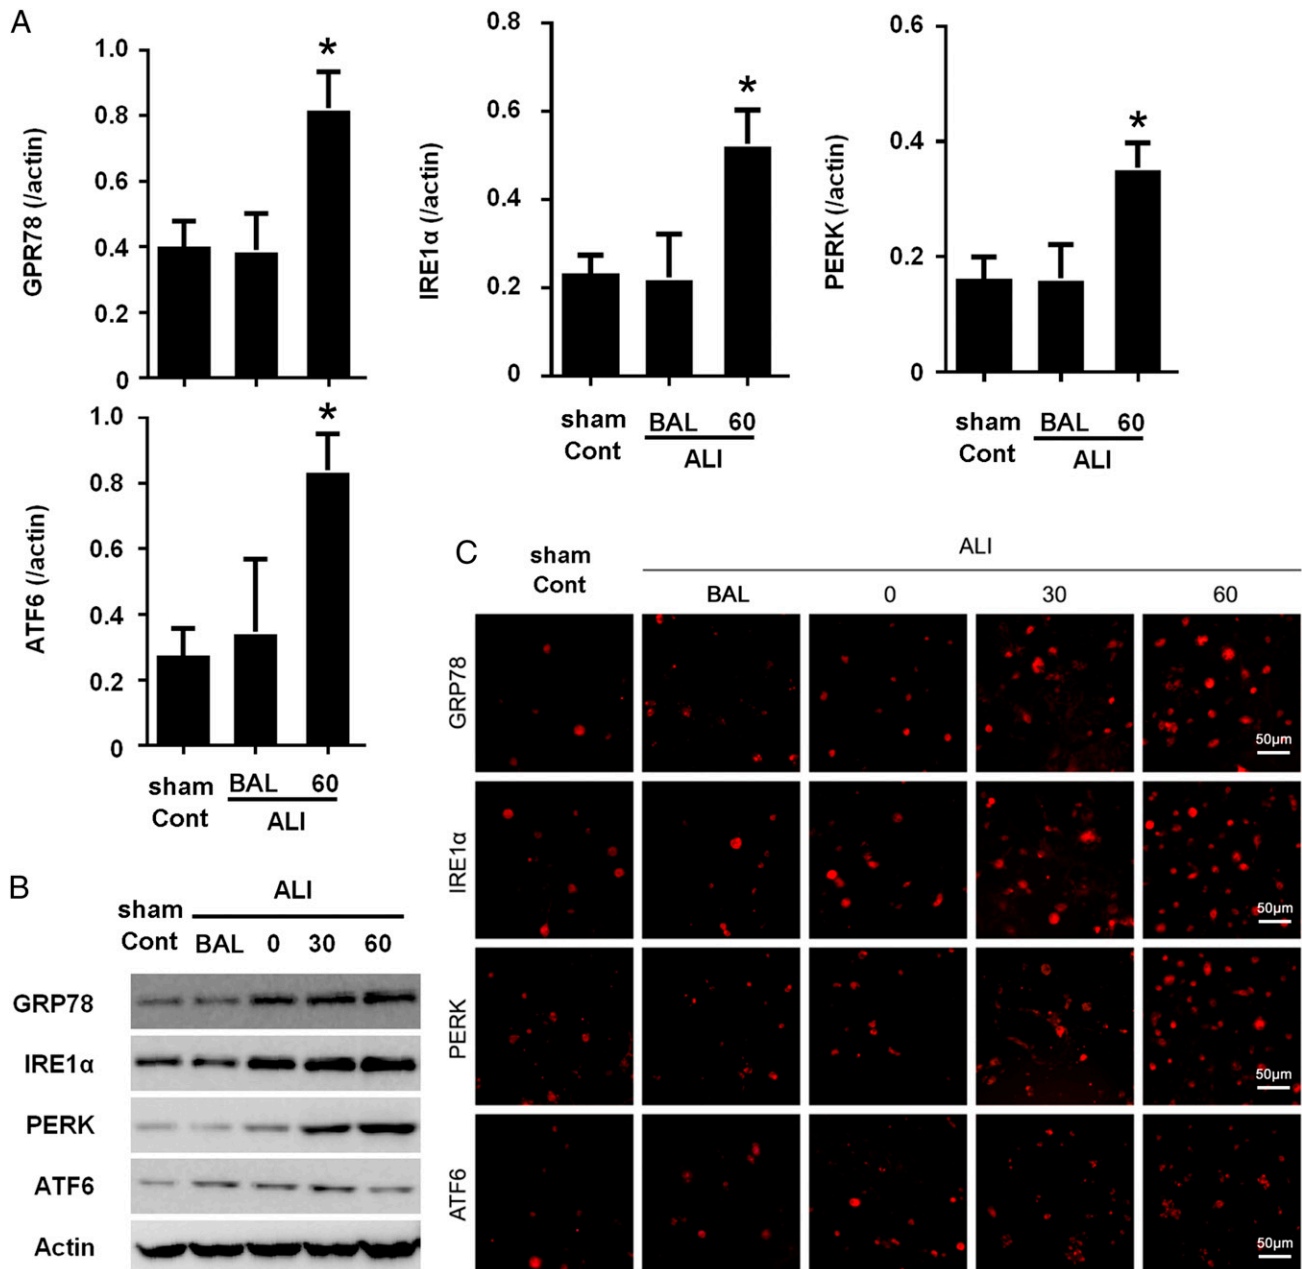 A
GPR78 (/actin)
1.0
0.8
0.6
0.4
0.2
0
*
IRE1α (/actin)
0.8
0.6
0.4
0.2
0
*
sham
Cont
BAL 60
ALI
PERK (/actin)
0.6
0.4
0.2
0
*
sham
Cont
BAL 60
ALI
ATF6 (/actin)
1.0
0.8
0.6
0.4
0.2
0
*
sham
Cont
BAL 60
ALI
B
sham
Cont
ALI
BAL 0 30 60
GRP78
IRE1α
PERK
ATF6
Actin
C
sham
Cont
ALI
BAL 0 30 60
GRP78
50µm
IRE1α
50µm
PERK
50µm
ATF6
50µm